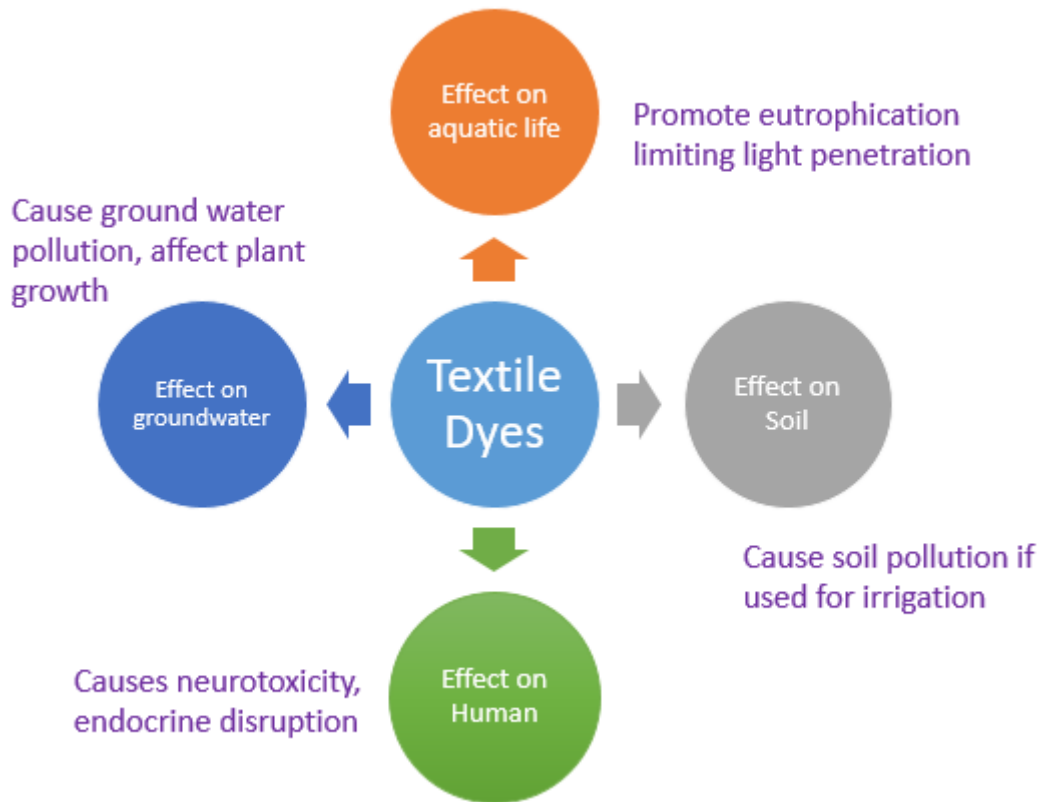 Effect on
aquatic life
Promote eutrophication
limiting light penetration
Cause ground water
pollution, affect plant
growth
Effect on
groundwater
Textile
Dyes
Effect on
Soil
Cause soil pollution if
used for irrigation
Causes neurotoxicity,
endocrine disruption
Effect on
Human